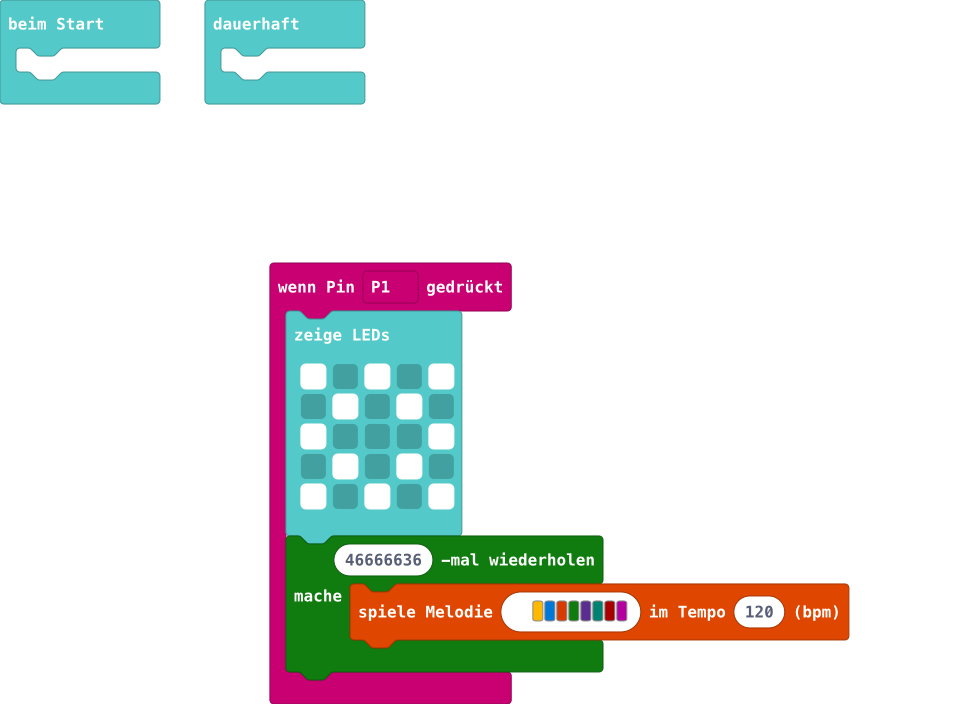 beim Start
dauerhaft
wenn Pin P1 gedrückt
zeige LEDs
46666636 -mal wiederholen
mache
spiele Melodie im Tempo 120 (bpm)